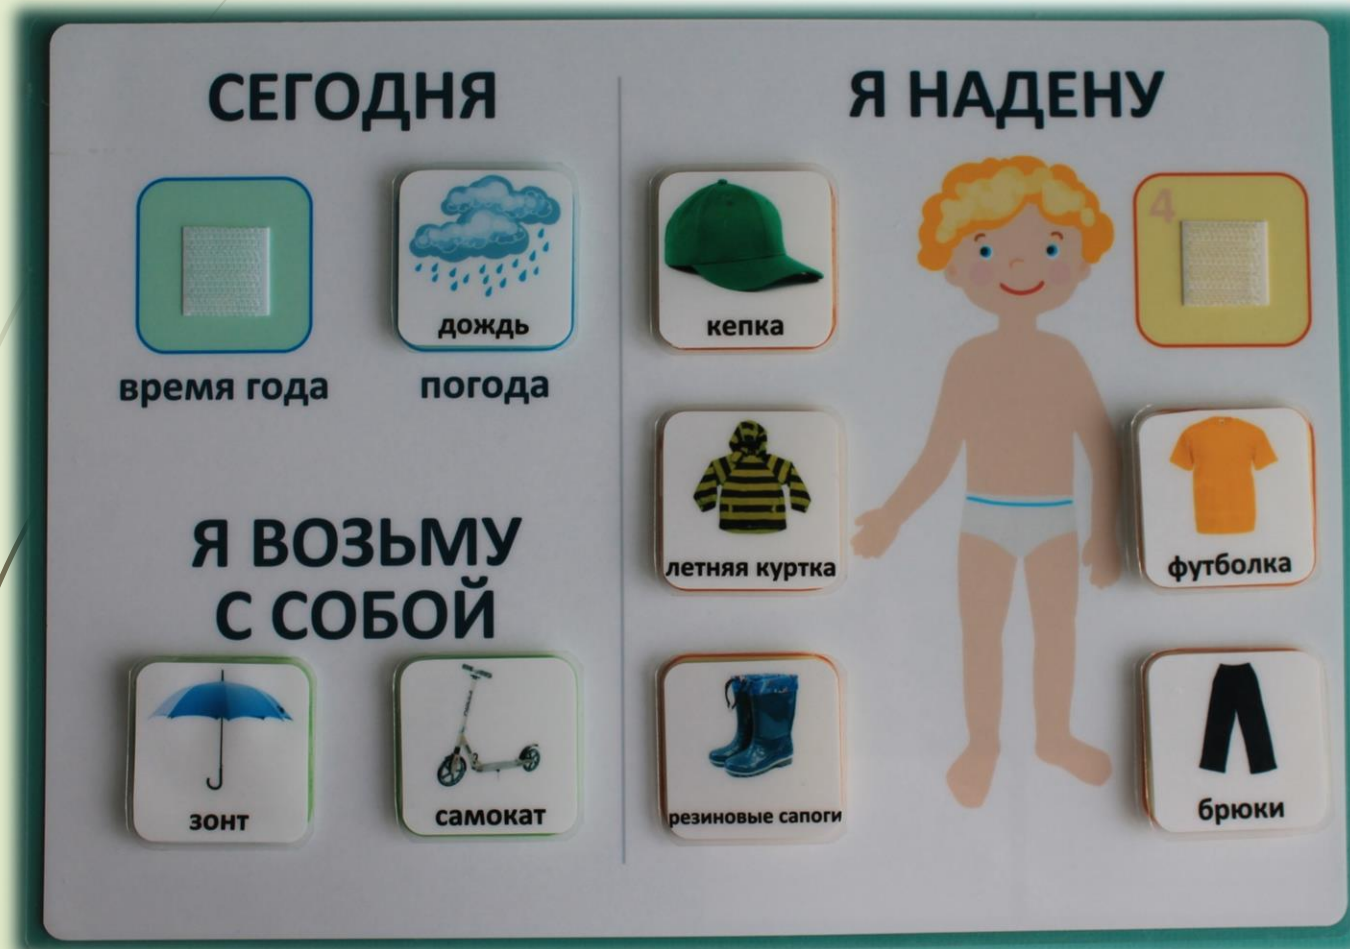 СЕГОДНЯ
дождь
время года
погода
Я ВОЗЬМУ
С СОБОЙ
зонт
самокат
Я НАДЕНУ
кепка
4
летняя куртка
футболка
резиновые сапоги
брюки